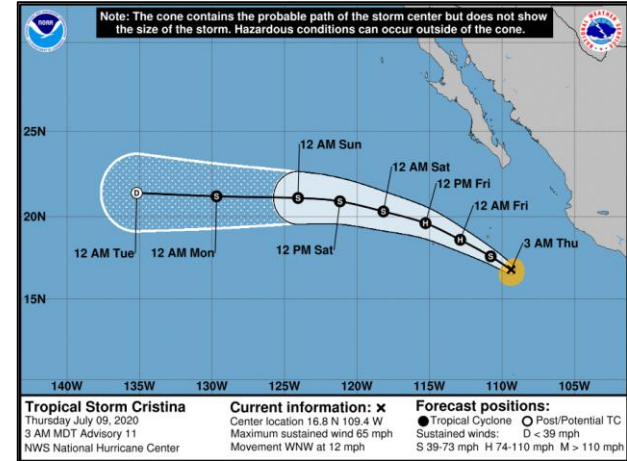 Note: The cone contains the probable path of the storm center but does not show
the size of the storm. Hazardous conditions can occur outside of the cone.
NOAA
25N
20N
15N
12 AM Sun
12 AM Sat
12 PM Fri
12 AM Fri
3 AM Thu
12 AM Tue
12 AM Mon
12 PM Sat
D
S
S
S
S
H
H
S
140W
135W
130W
125W
120W
115W
110W
105W
Tropical Storm Cristina
Thursday July 09, 2020
3 AM MDT Advisory 11
NWS National Hurricane Center
Current information: x
Center location 16.8 N 109.4 W
Maximum sustained wind 65 mph
Movement WNW at 12 mph
Forecast positions:
● Tropical Cyclone ○ Post/Potential TC
Sustained winds: D < 39 mph
S 39-73 mph H 74-110 mph M > 110 mph